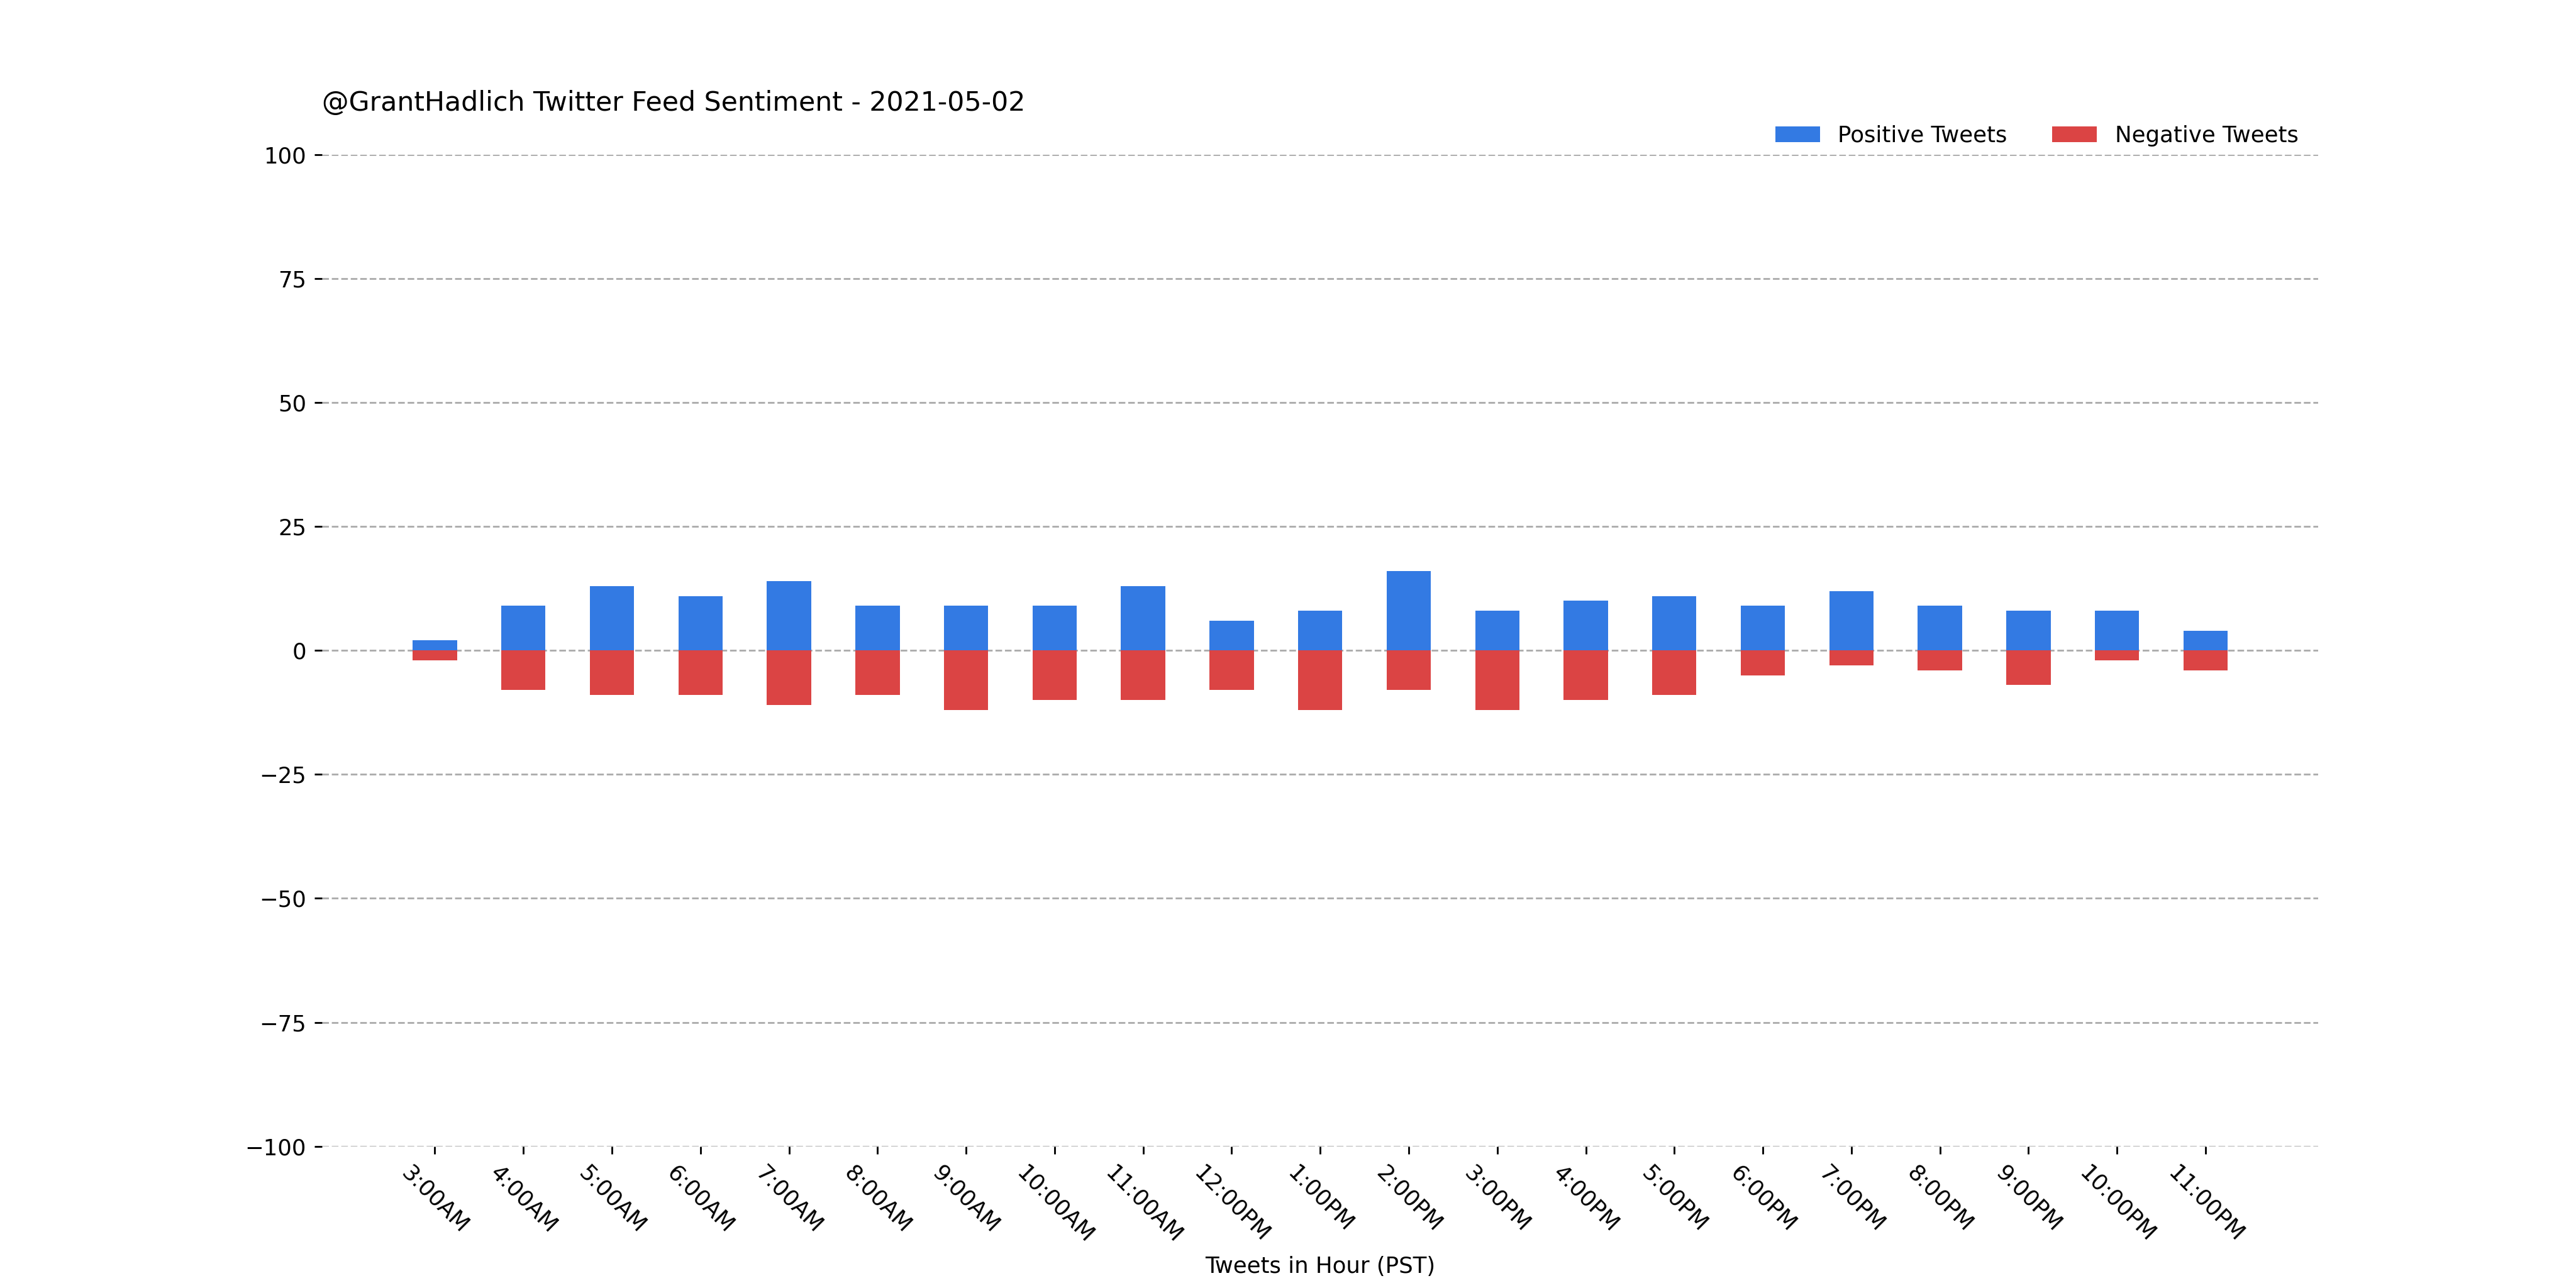 @GrantHadlich Twitter Feed Sentiment - 2021-05-02
Positive Tweets
Negative Tweets
100
75
50
25
0
−25
−50
−75
−100
3:00AM
4:00AM
5:00AM
6:00AM
7:00AM
8:00AM
9:00AM
10:00AM
11:00AM
12:00PM
1:00PM
2:00PM
3:00PM
4:00PM
5:00PM
6:00PM
7:00PM
8:00PM
9:00PM
10:00PM
11:00PM
Tweets in Hour (PST)